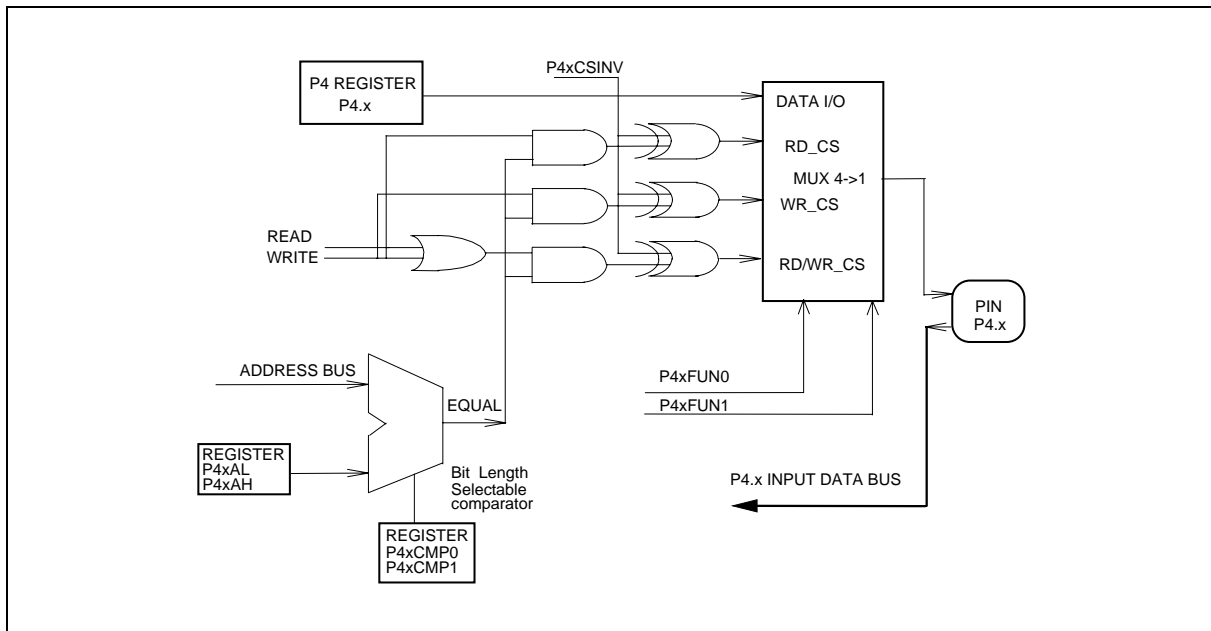 P4xCSINV
P4 REGISTER
P4.x
DATA I/O
RD_CS
MUX 4->1
WR_CS
READ
WRITE
RD/WR_CS
PIN
P4.x
ADDRESS BUS
P4xFUN0
P4xFUN1
EQUAL
REGISTER
P4xAL
P4xAH
Bit Length
Selectable
comparator
P4.x INPUT DATA BUS
REGISTER
P4xCMP0
P4xCMP1